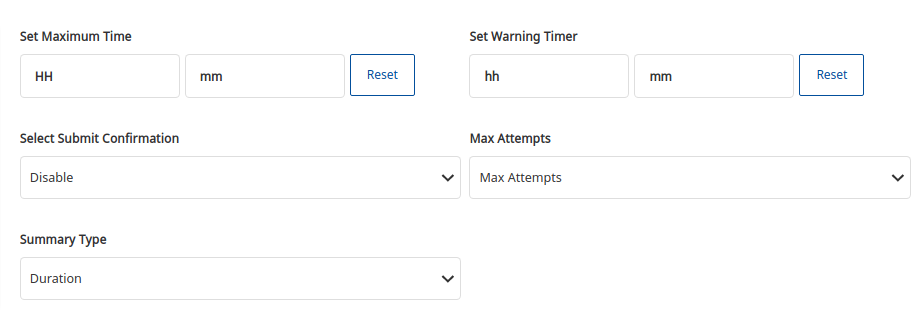 Set Maximum Time
Set Warning Timer
HH mm Reset
hh mm Reset
Select Submit Confirmation
Max Attempts
Disable
Max Attempts
Summary Type
Duration